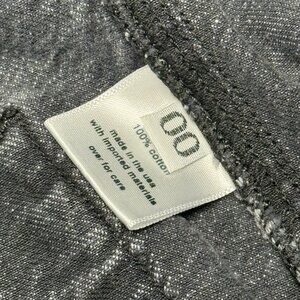 00
100% cotton
made in the usa
with imported materials
over for care